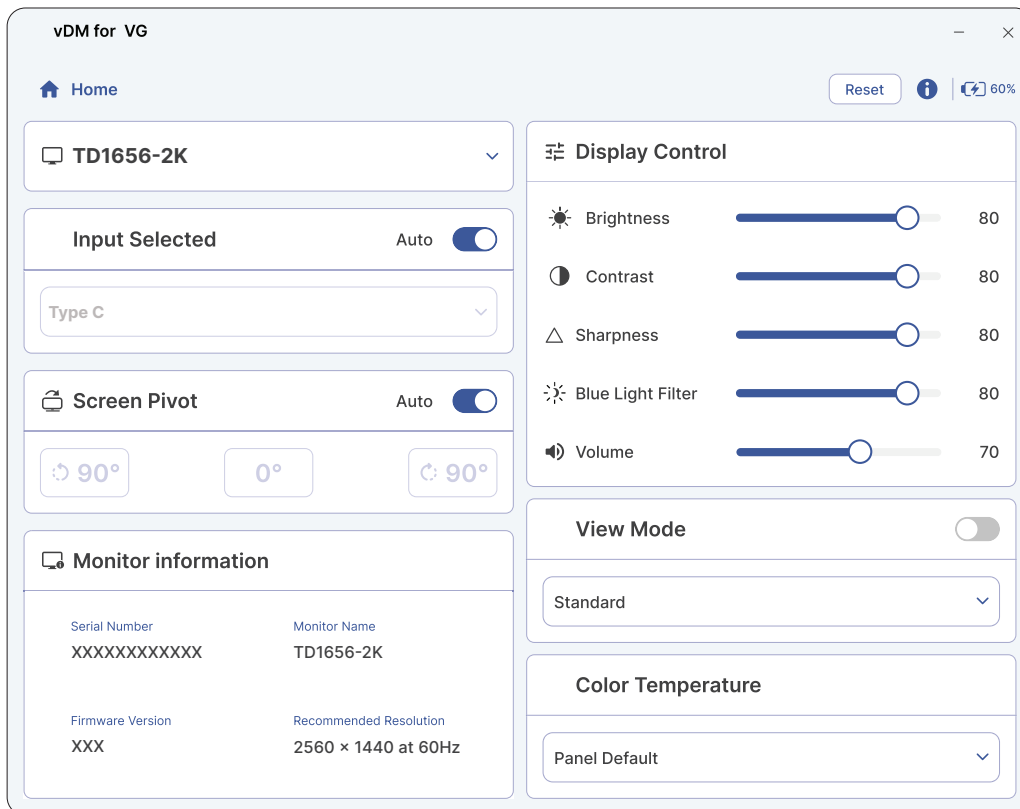 vDM for VG
Home
Reset
60%
TD1656-2K
Input Selected
Auto
Type C
Screen Pivot
Auto
90°
0°
90°
Monitor information
Serial Number
XXXXXXXXXXXX
Monitor Name
TD1656-2K
Firmware Version
XXX
Recommended Resolution
2560 × 1440 at 60Hz
Display Control
Brightness 80
Contrast 80
Sharpness 80
Blue Light Filter 80
Volume 70
View Mode
Standard
Color Temperature
Panel Default